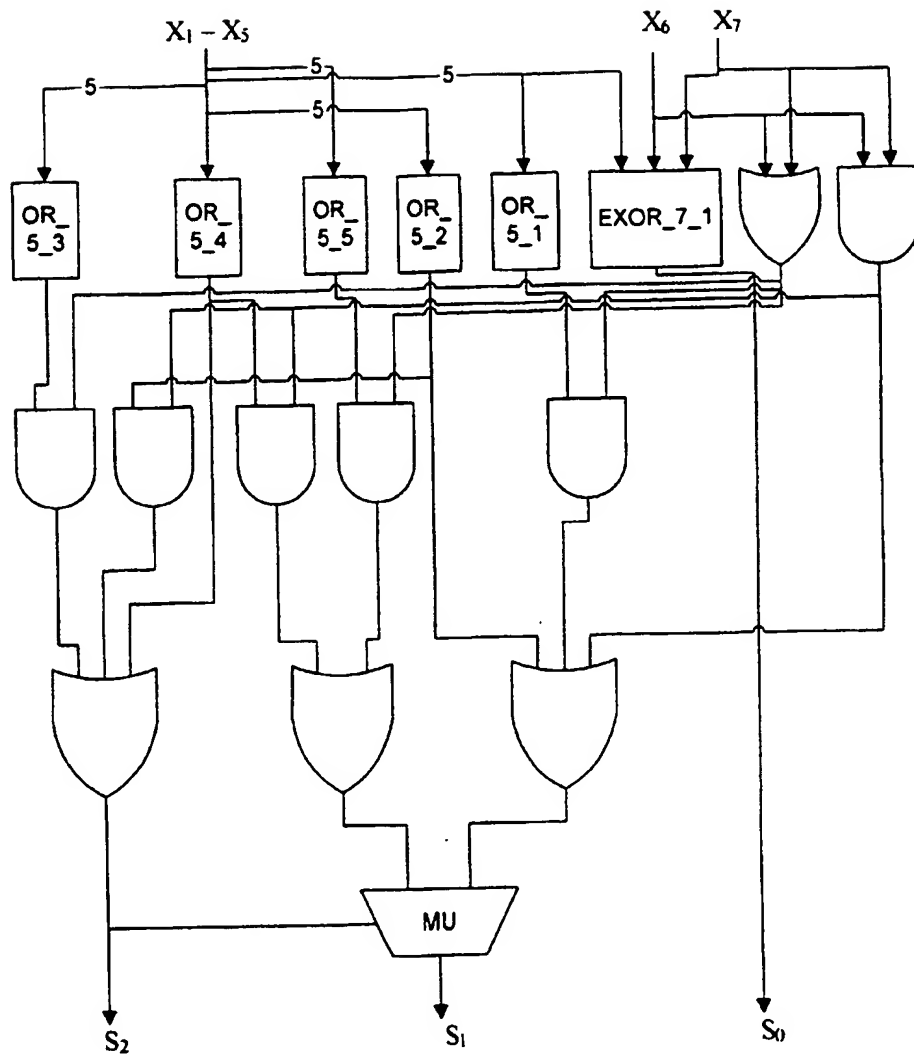 X₁ – X₅
X₆
X₇
5
5
5
5
OR_
5_3
OR_
5_4
OR_
5_5
OR_
5_2
OR_
5_1
EXOR_7_1
MU
S₂
S₁
S₀